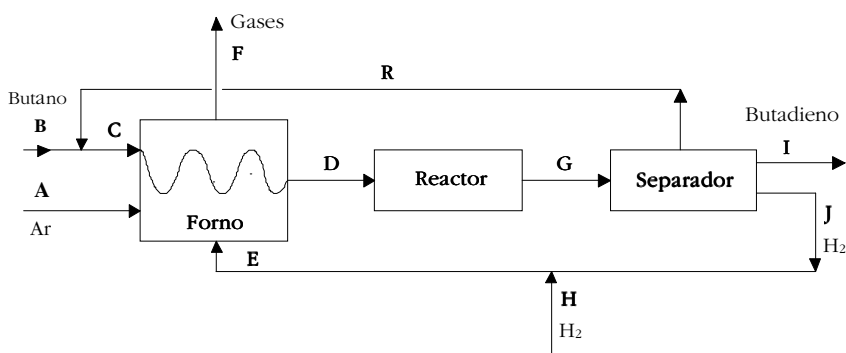 Gases
F
R
Butano
B
C
Butadieno
I
D
Reactor
G
Separador
A
Ar
Forno
J
H₂
E
H
H₂